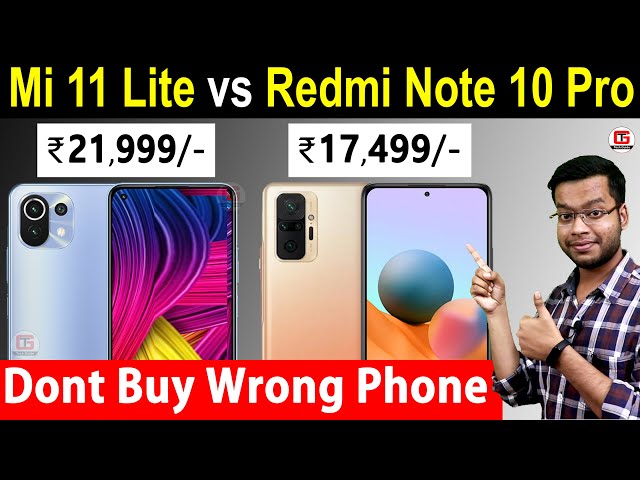 Mi 11 Lite vs Redmi Note 10 Pro
₹21,999/-
₹17,499/-
Dont Buy Wrong Phone